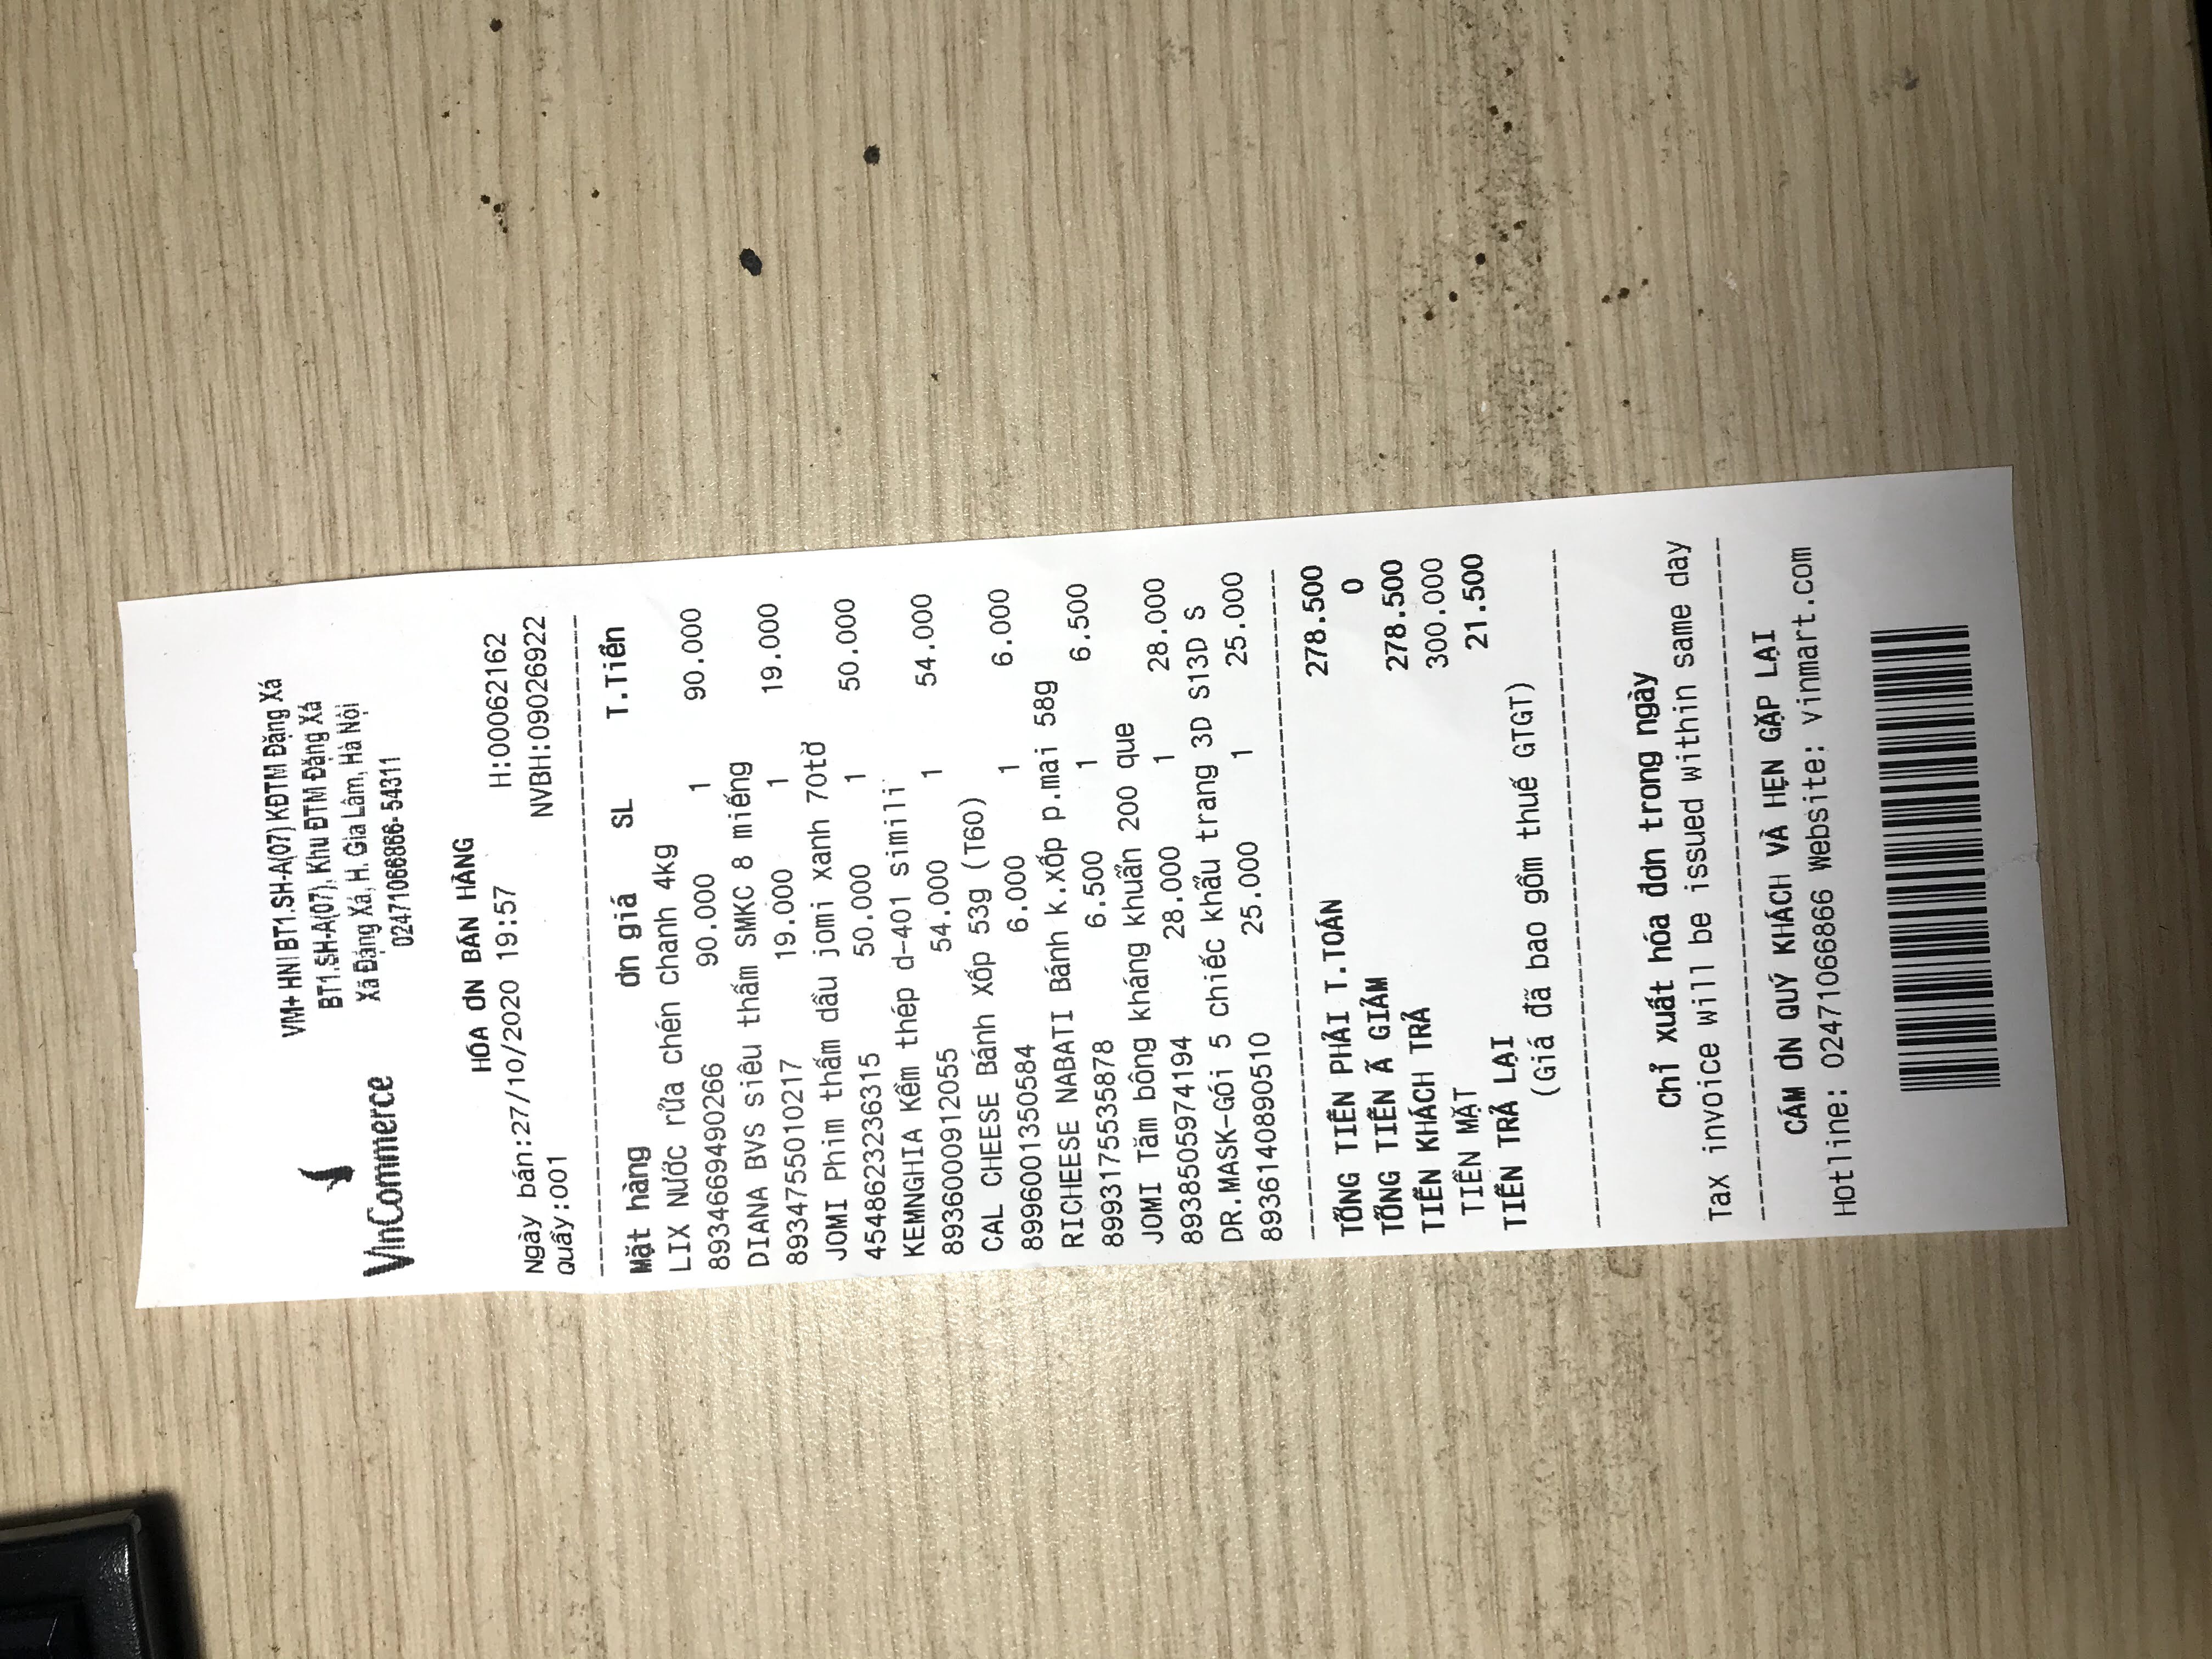 VinCommerce
VM+ HNI BT1.SH-A(07) KĐTM Đặng Xá
BT1.SH-A(07), Khu ĐTM Đặng Xá
Xã Đặng Xá, H. Gia Lâm, Hà Nội
02471066866- 54311
HÓA ƠN BÁN HÀNG
Ngày bán:27/10/2020 19:57 H:00062162
Quầy:001 NVBH:09026922
Mặt hàng ơn giá SL T.Tiền
LIX Nước rửa chén chanh 4kg
8934669490266 90.000 1 90.000
DIANA BVS siêu thấm SMKC 8 miếng
8934755010217 19.000 1 19.000
JOMI Phim thấm dầu jomi xanh 70tờ
4548623236315 50.000 1 50.000
KEMNGHIA Kềm thép d-401 simili
8936000912055 54.000 1 54.000
CAL CHEESE Bánh Xốp 53g (T60)
8996001350584 6.000 1 6.000
RICHEESE NABATI Bánh k.xốp p.mai 58g
8993175535878 6.500 1 6.500
JOMI Tăm bông kháng khuẩn 200 que
8938505974194 28.000 1 28.000
DR.MASK-Gói 5 chiếc khẩu trang 3D S13D S
8936140890510 25.000 1 25.000
TỔNG TIỀN PHẢI T.TOÁN 278.500
TỔNG TIỀN Ã GIẢM 0
TIỀN KHÁCH TRẢ 278.500
TIỀN MẶT 300.000
TIỀN TRẢ LẠI 21.500
(Giá đã bao gồm thuế GTGT)
Chỉ xuất hóa đơn trong ngày
Tax invoice will be issued within same day
CÁM ƠN QUÝ KHÁCH VÀ HẸN GẶP LẠI
Hotline: 02471066866 Website: vinmart.com